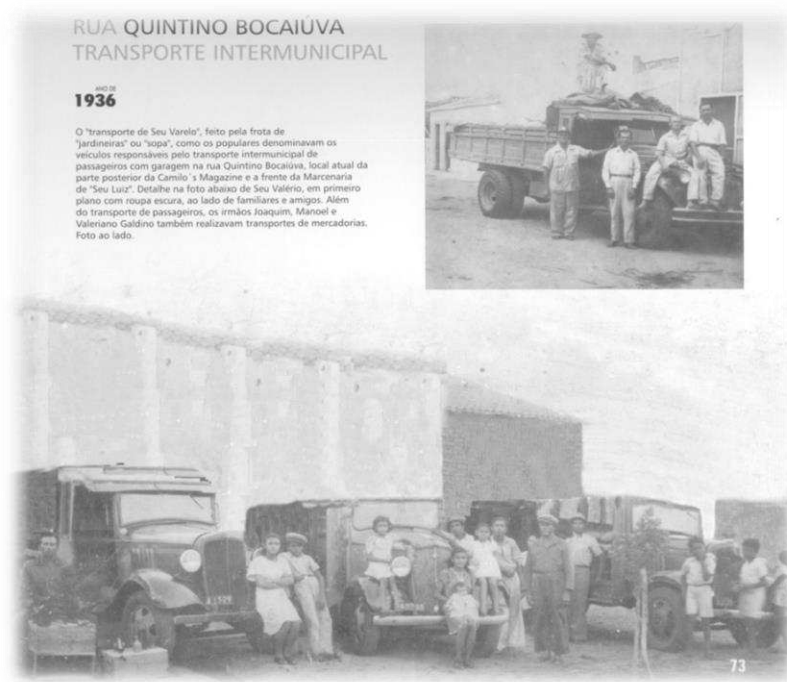 RUA QUINTINO BOCAIÚVA
TRANSPORTE INTERMUNICIPAL
ANO DE
1936
O "transporte de Seu Varelo", feito pela frota de
"jardineiras" ou "sopa", como os populares denominavam os
veículos responsáveis pelo transporte intermunicipal de
passageiros com garagem na rua Quintino Bocaiúva, local atual da
parte posterior da Camilo´s Magazine e a frente da Marcenaria
de "Seu Luiz". Detalhe na foto abaixo de Seu Valério, em primeiro
plano com roupa escura, ao lado de familiares e amigos. Além
do transporte de passageiros, os irmãos Joaquim, Manoel e
Valeriano Galdino também realizavam transportes de mercadorias.
Foto ao lado.
73